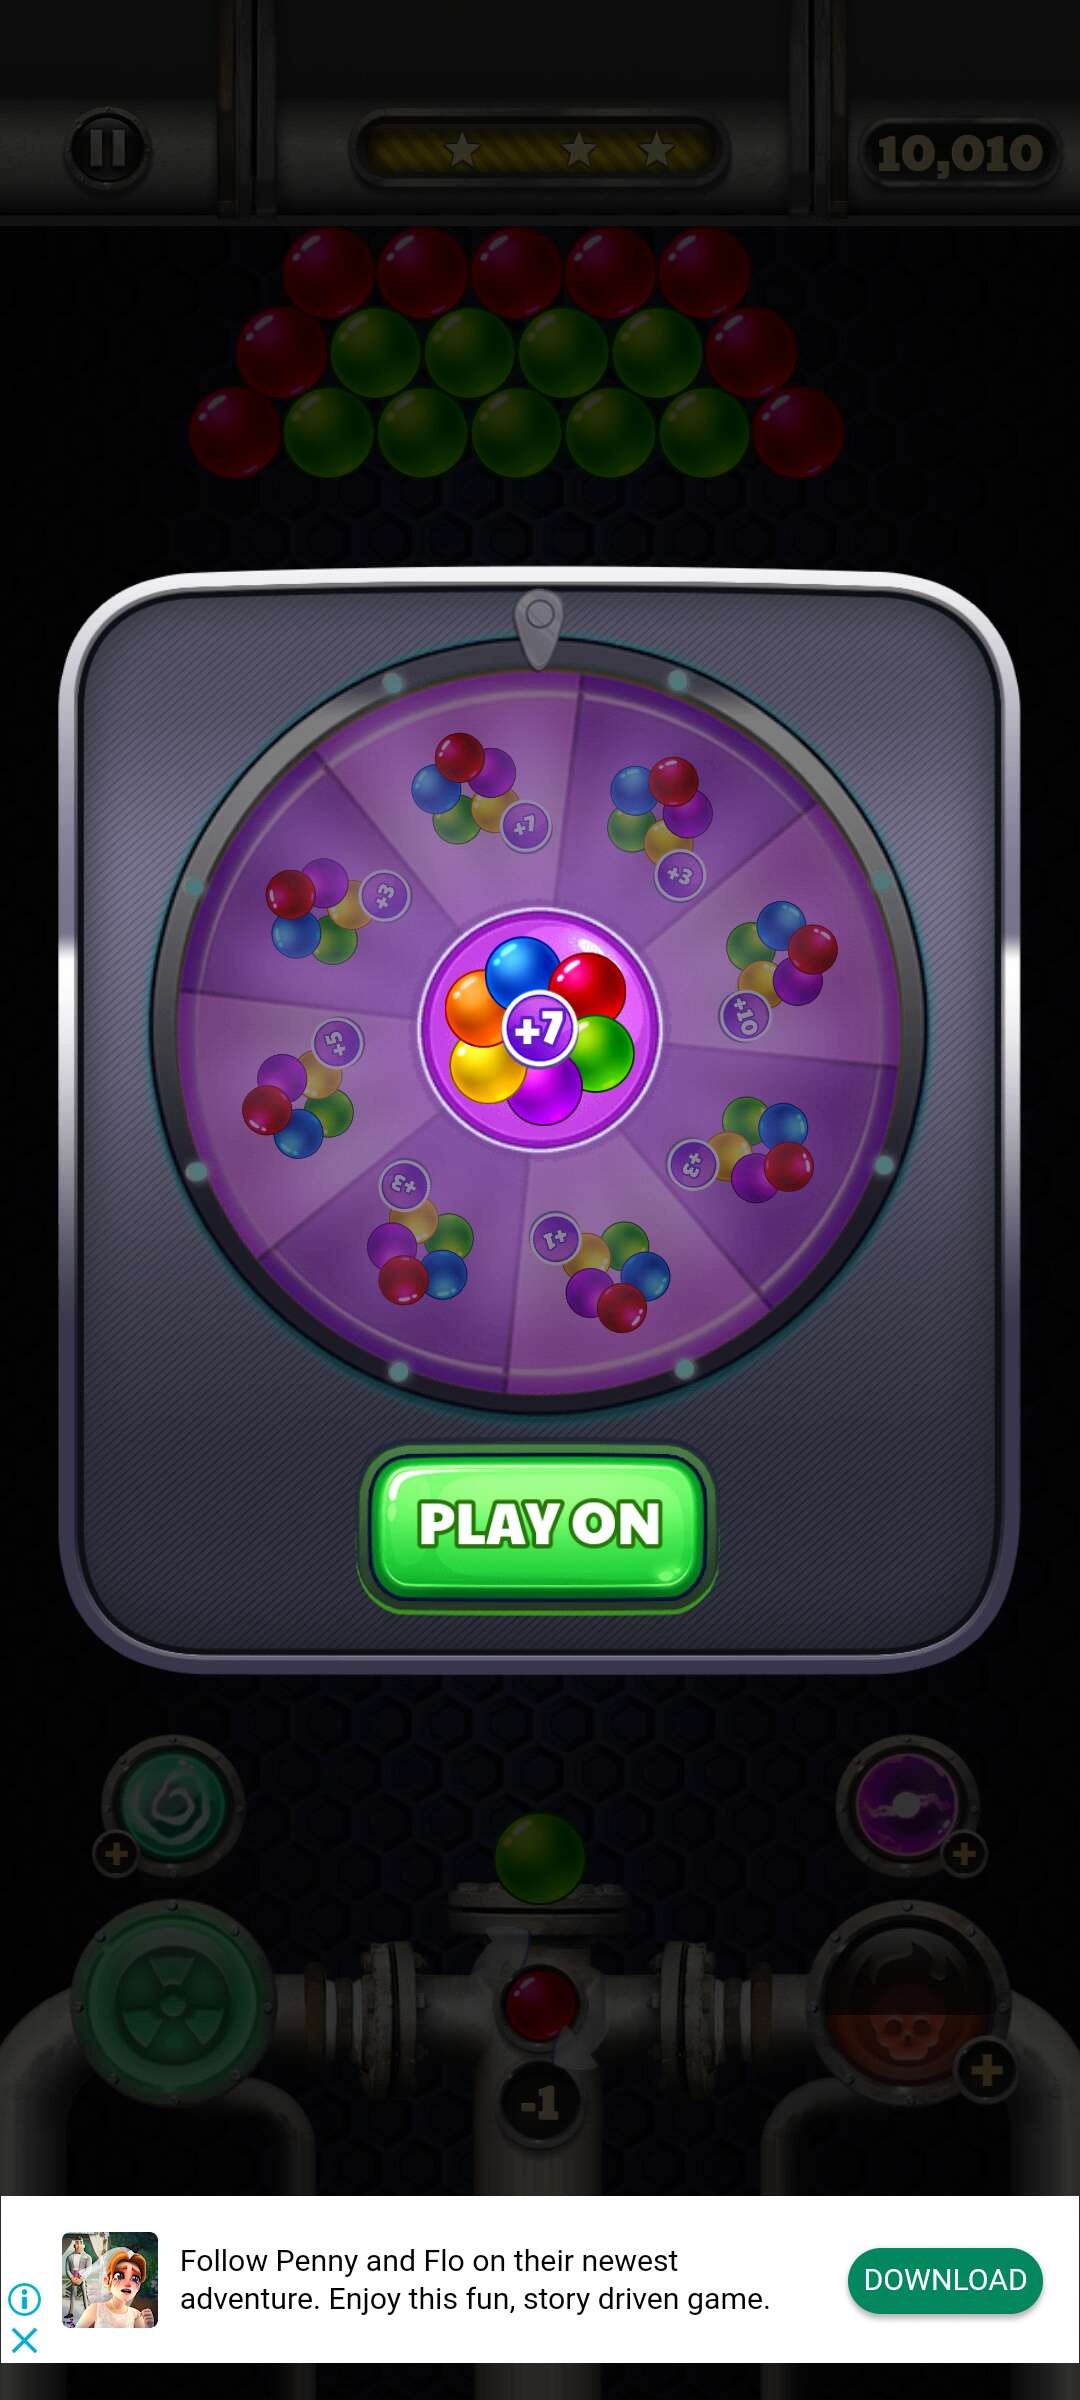 10,010
+7
+3
+3
+10
+7
+5
+3
+3
+1
PLAY ON
-1
Follow Penny and Flo on their newest
adventure. Enjoy this fun, story driven game.
DOWNLOAD